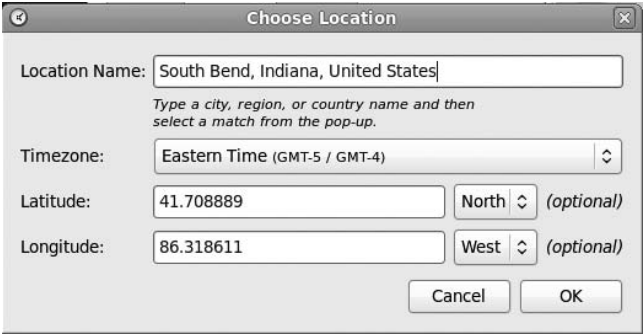 Choose Location
Location Name: South Bend, Indiana, United States
Type a city, region, or country name and then
select a match from the pop-up.
Timezone: Eastern Time (GMT-5 / GMT-4)
Latitude: 41.708889 North (optional)
Longitude: 86.318611 West (optional)
Cancel OK